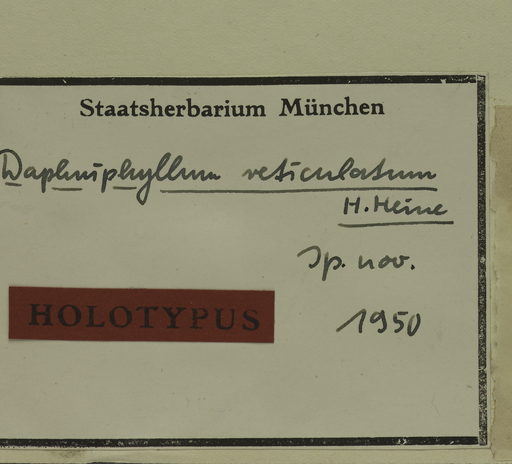 Staatsherbarium München
Daphniphyllum reticulatum
H. Heine
Sp. nov.
HOLOTYPUS
1950